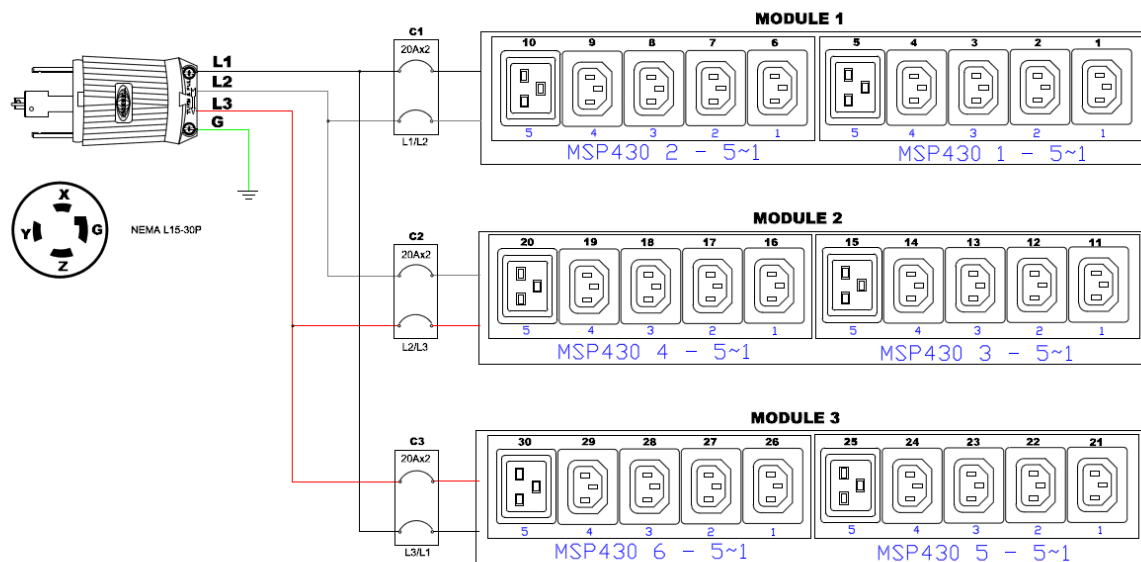 MODULE 1
C1
20Ax2
L1/L2
10 9 8 7 6 5 4 3 2 1
5 4 3 2 1 5 4 3 2 1
MSP430 2 - 5~1 MSP430 1 - 5~1
L1
L2
L3
G
X
Y
G
Z
NEMA L15-30P
MODULE 2
C2
20Ax2
L2/L3
20 19 18 17 16 15 14 13 12 11
5 4 3 2 1 5 4 3 2 1
MSP430 4 - 5~1 MSP430 3 - 5~1
MODULE 3
C3
20Ax2
L3/L1
30 29 28 27 26 25 24 23 22 21
5 4 3 2 1 5 4 3 2 1
MSP430 6 - 5~1 MSP430 5 - 5~1